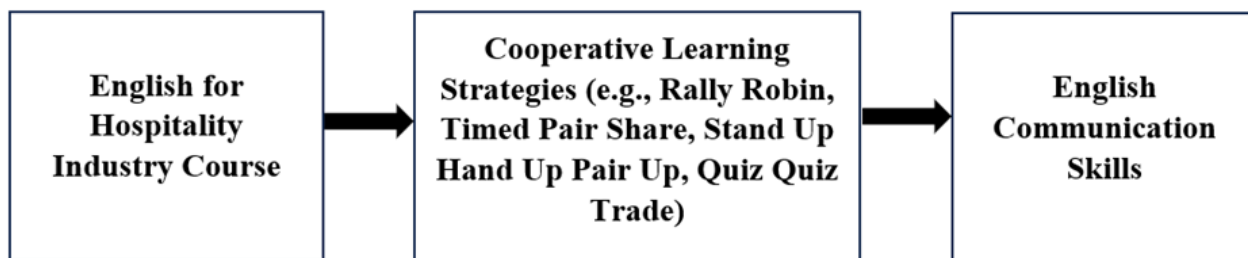 English for
Hospitality
Industry Course
Cooperative Learning
Strategies (e.g., Rally Robin,
Timed Pair Share, Stand Up
Hand Up Pair Up, Quiz Quiz
Trade)
English
Communication
Skills